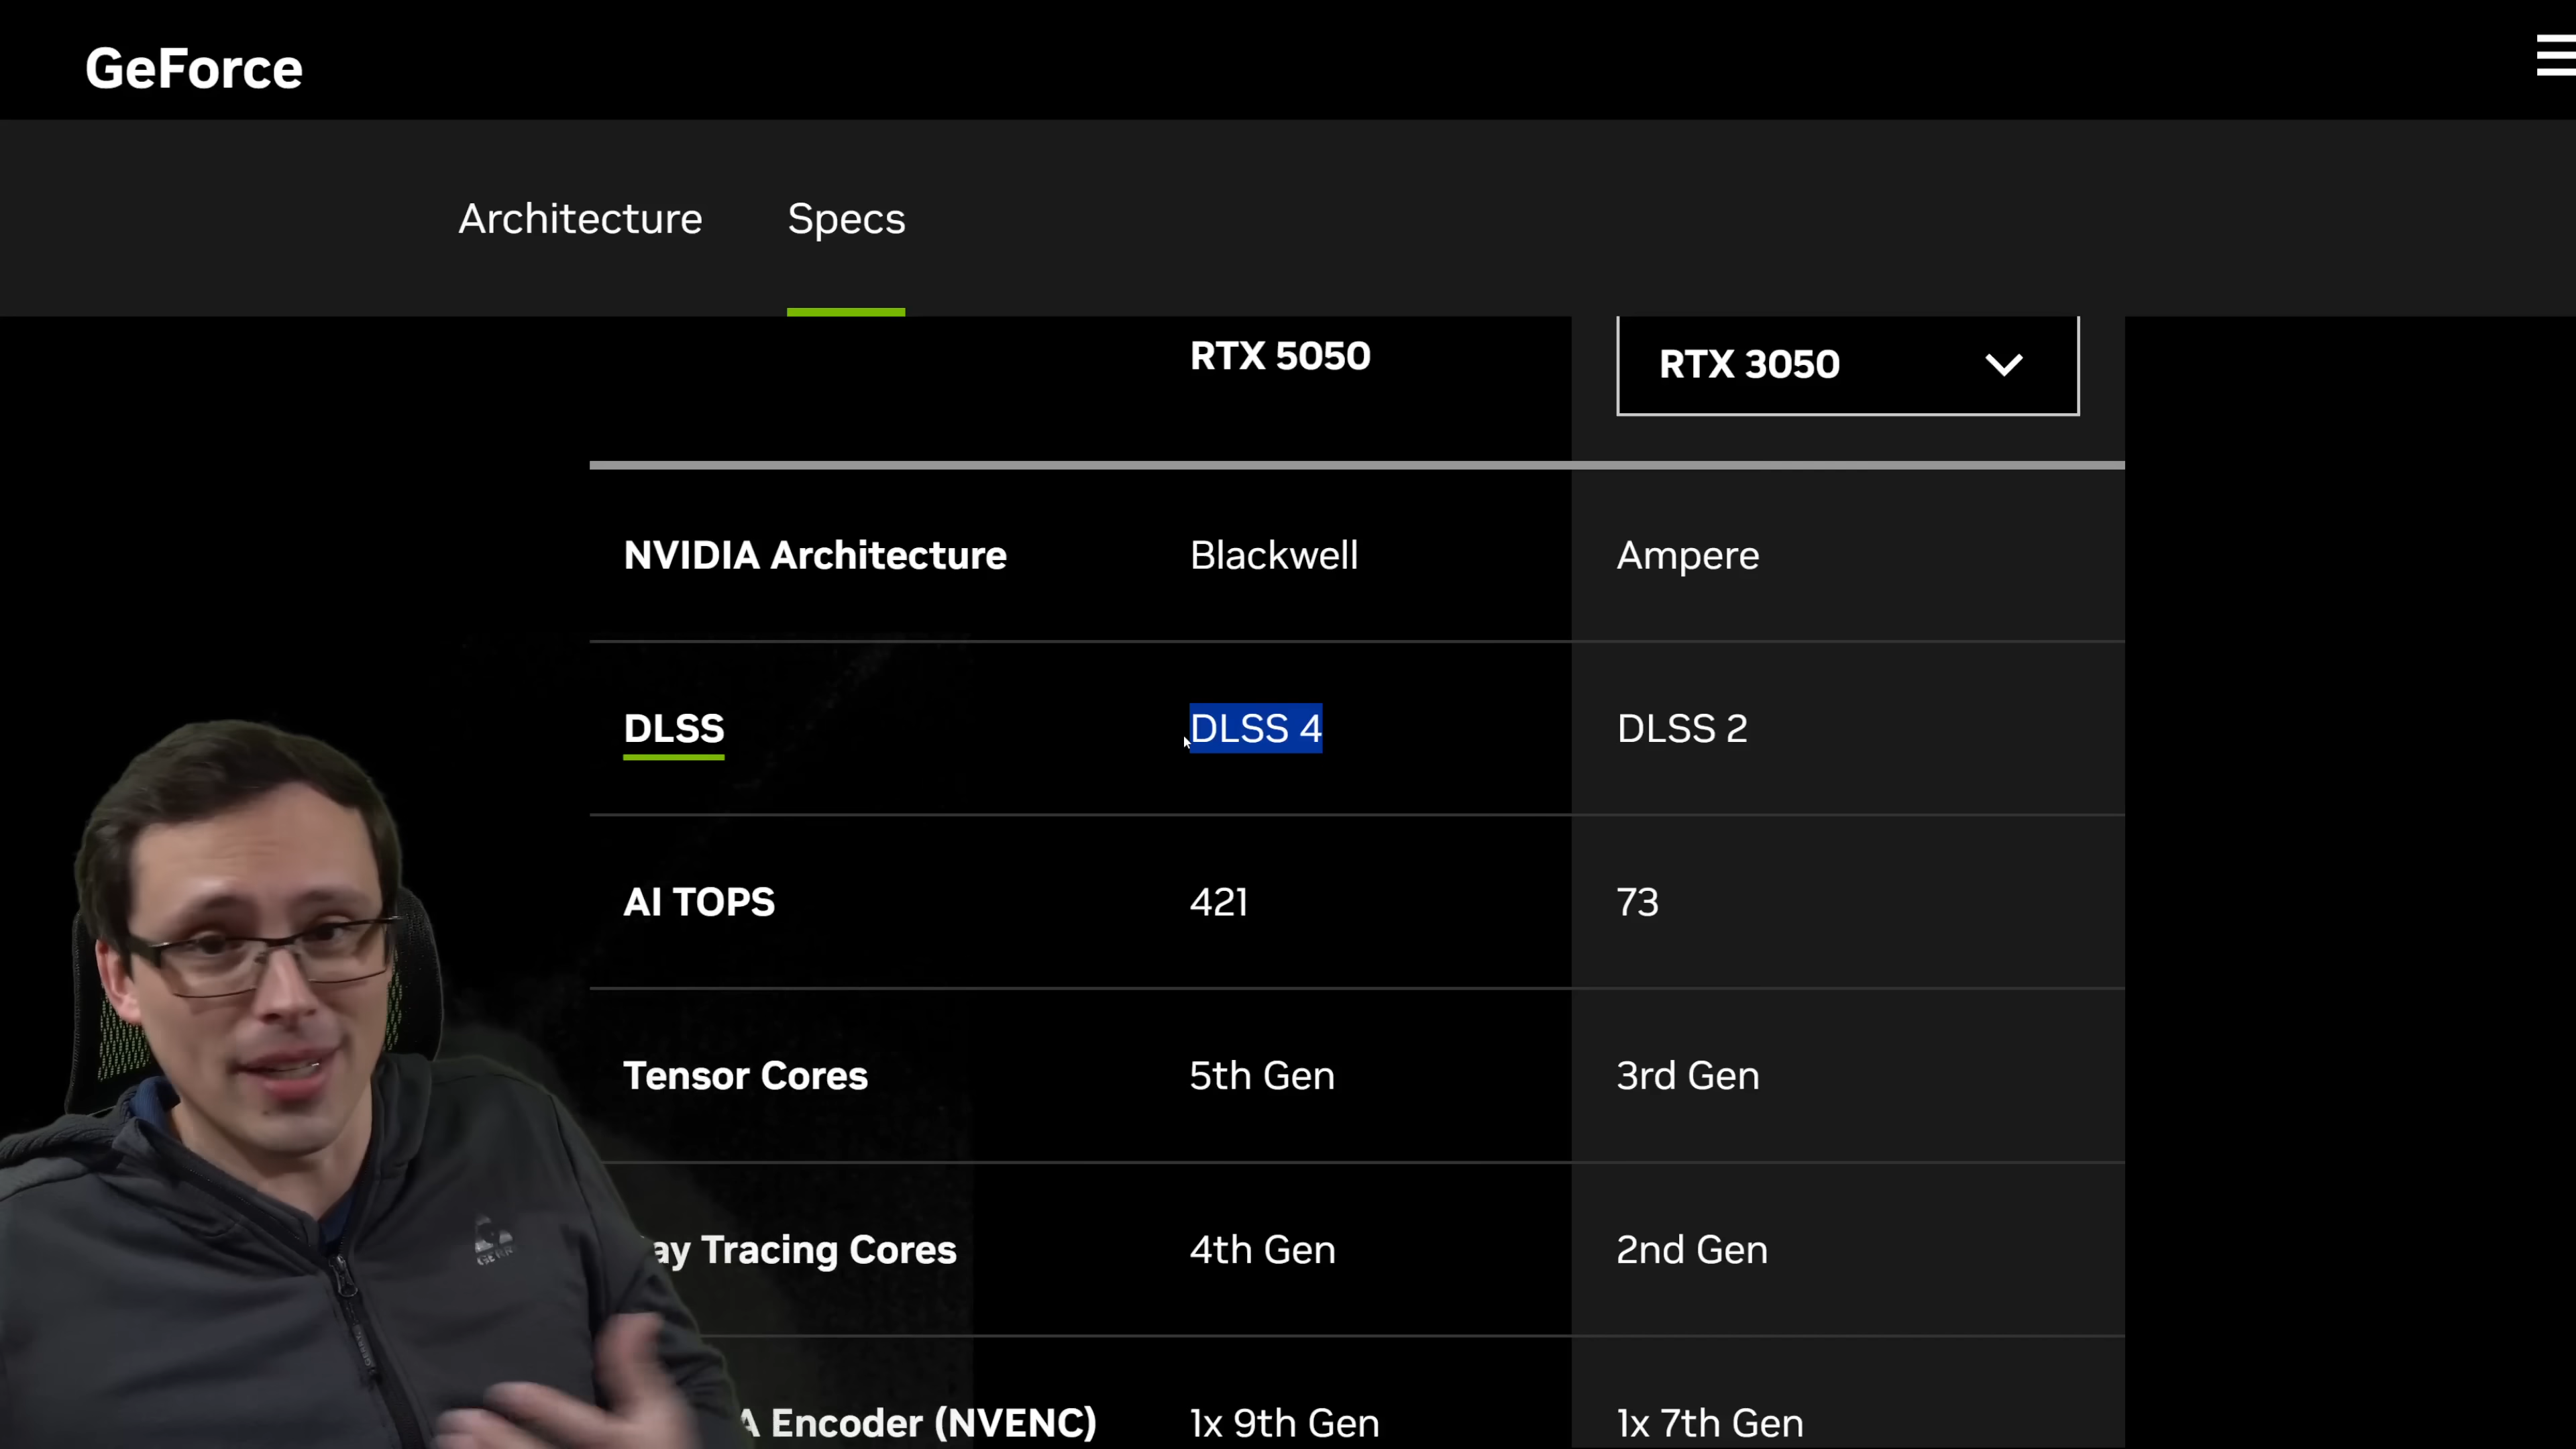 GeForce
Architecture Specs
RTX 5050 RTX 3050
NVIDIA Architecture Blackwell Ampere
DLSS DLSS 4 DLSS 2
AI TOPS 421 73
Tensor Cores 5th Gen 3rd Gen
ay Tracing Cores 4th Gen 2nd Gen
A Encoder (NVENC) 1x 9th Gen 1x 7th Gen